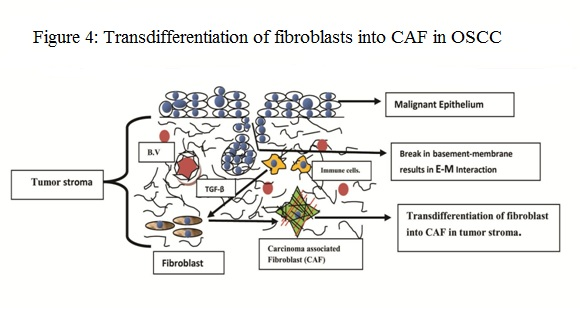 Figure 4: Transdifferentiation of fibroblasts into CAF in OSCC
Malignant Epithelium
B.V
Break in basement-membrane
results in E-M Interaction
Immune cells.
Tumor stroma
TGF-β
Transdifferentiation of fibroblast
into CAF in tumor stroma.
Carcinoma associated
Fibroblast (CAF)
Fibroblast